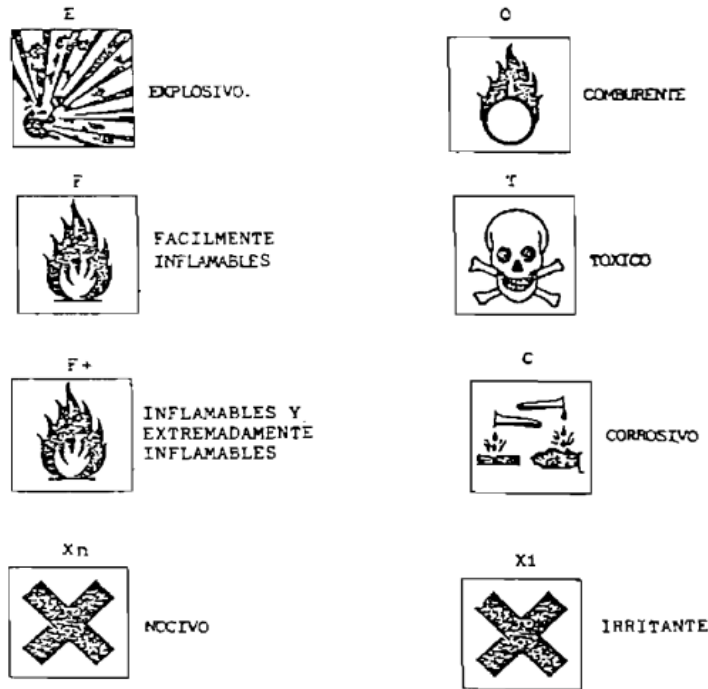 E
EXPLOSIVO.
O
COMBURENTE
F
FACILMENTE
INFLAMABLES
T
TOXICO
F+
INFLAMABLES Y
EXTREMADAMENTE
INFLAMABLES
C
CORROSIVO
Xn
NOCIVO
Xi
IRRITANTE